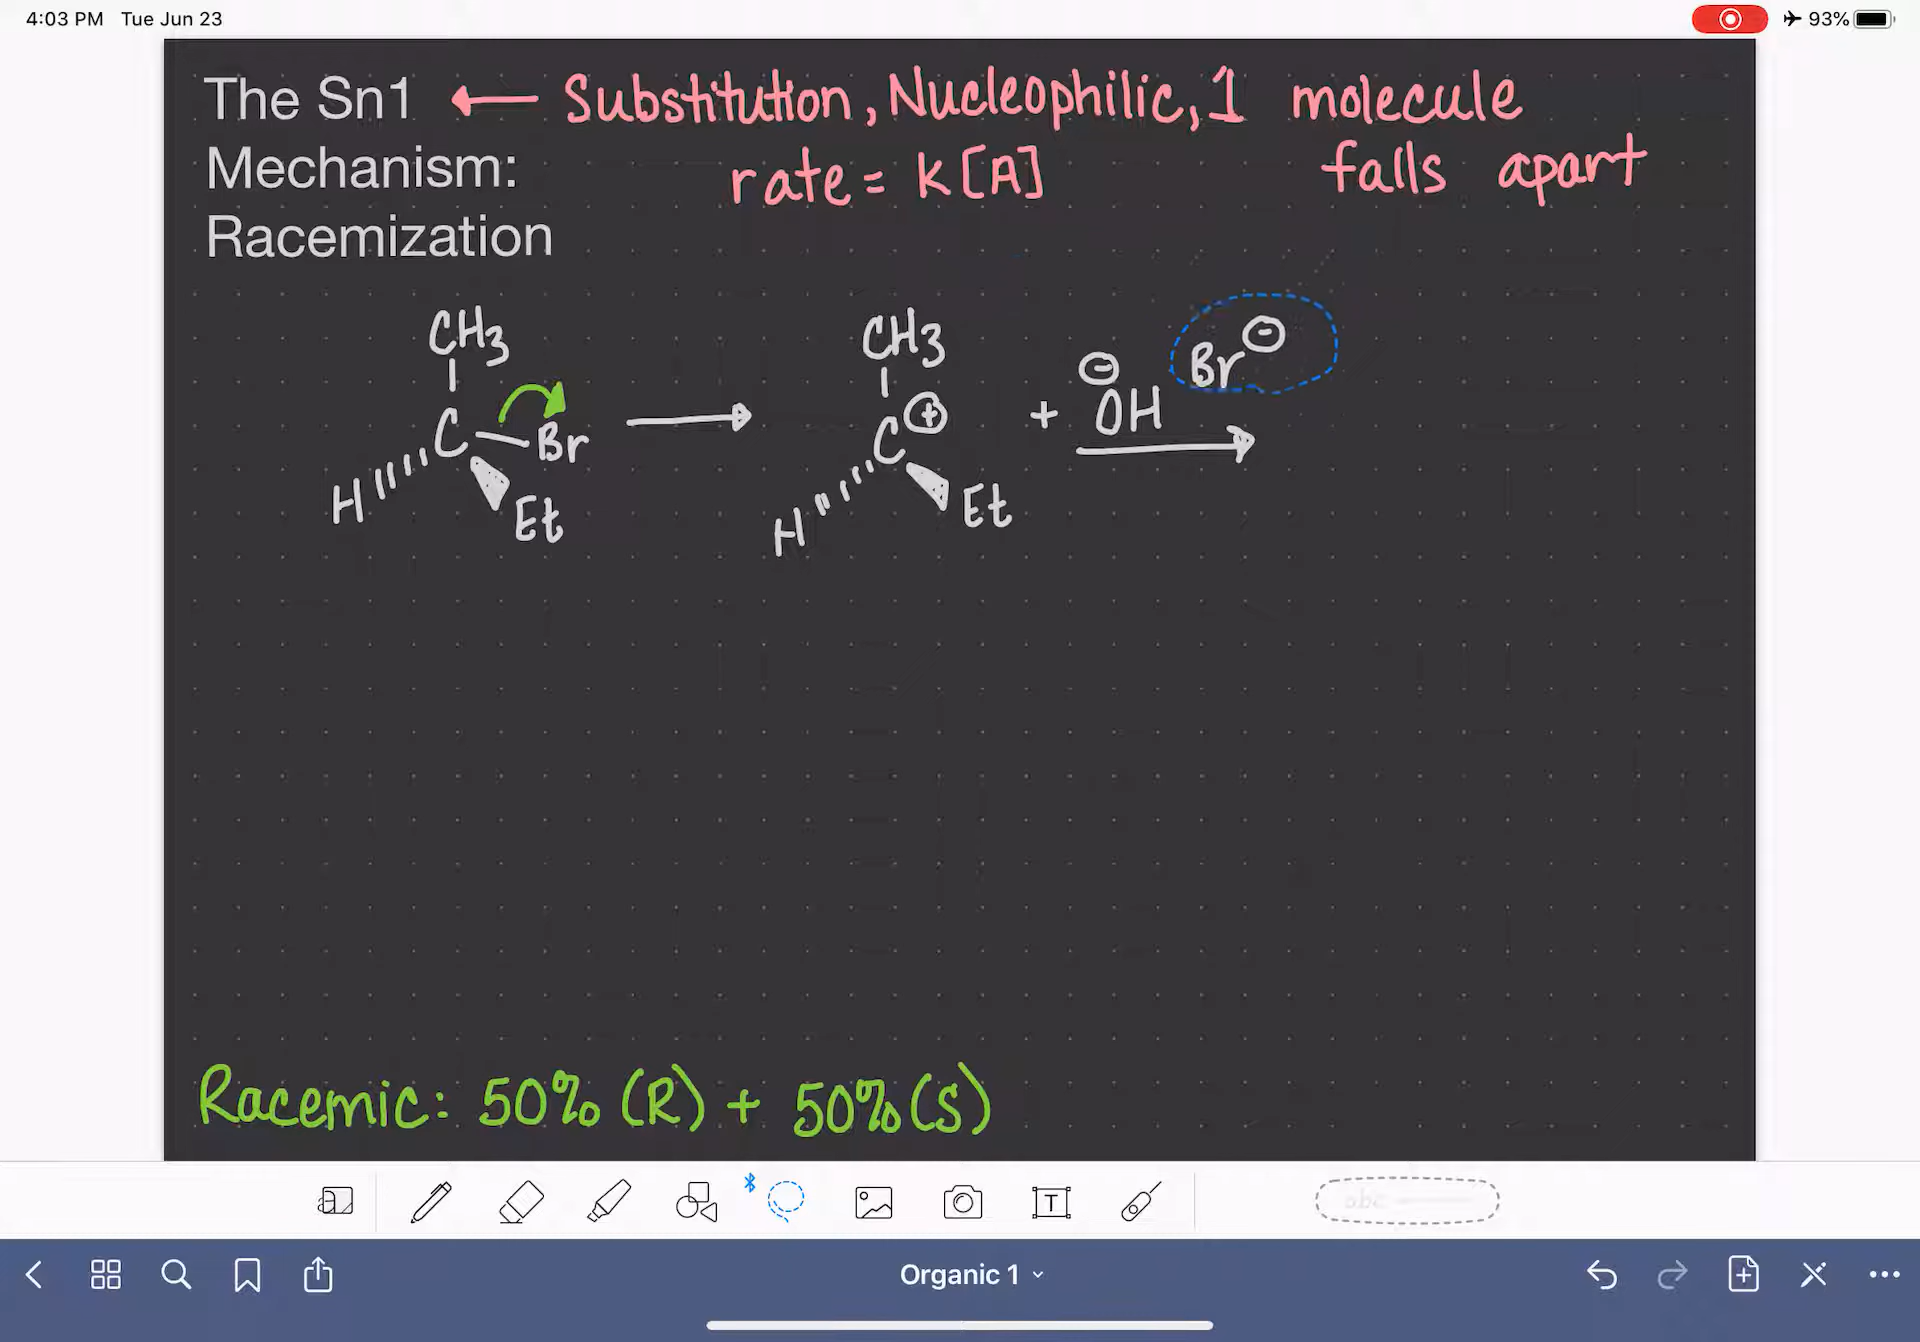 4:03 PM Tue Jun 23
93%
The Sn1 ← Substitution, Nucleophilic, 1 molecule
Mechanism: rate = k[A] falls apart
Racemization
CH3 CH3 ⊖ Br⊖
C Br → C⊕ + OH →
H Et H Et
Racemic: 50% (R) + 50% (S)
a T abc
Organic 1